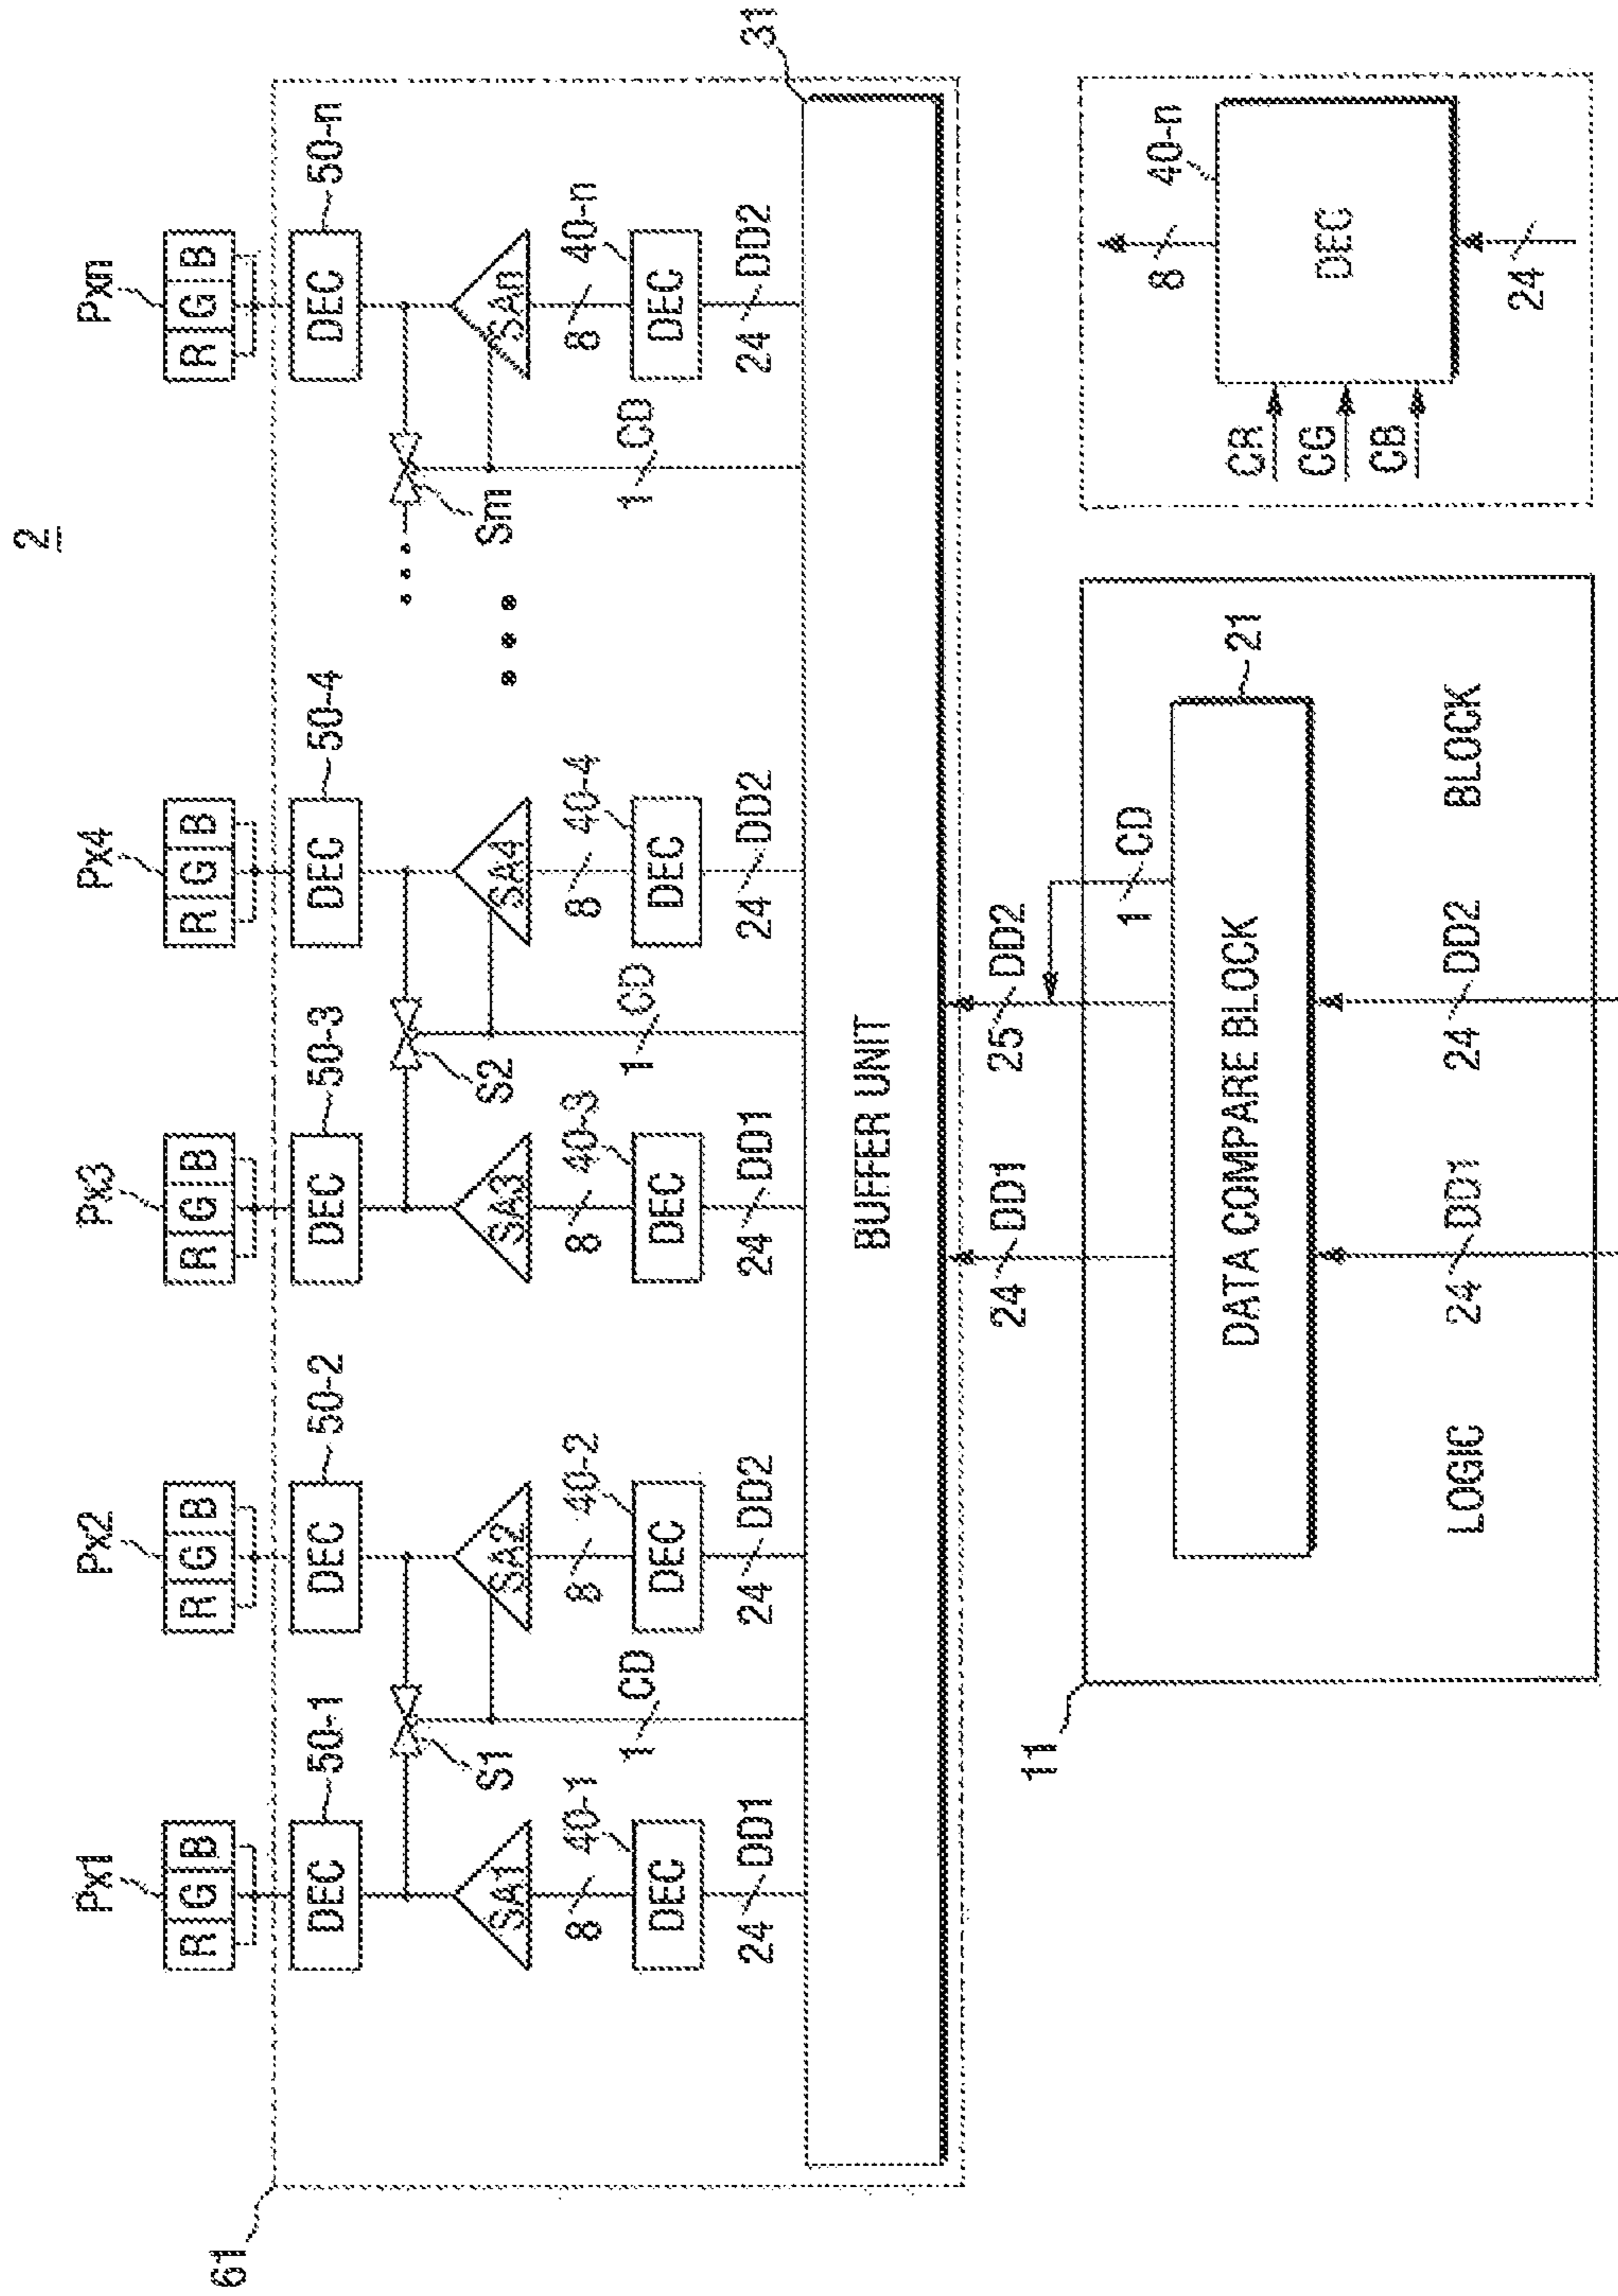 2
Px1 Px2 Px3 Px4 Pxn
R G B R G B R G B R G B R G B
61
DEC 50-1 DEC 50-2 DEC 50-3 DEC 50-4 DEC 50-n
S1 S2 Sm
SA1 SA2 SA3 SA4 SAn
8 40-1 8 40-2 8 40-3 8 40-4 8 40-n
DEC 1 CD DEC DEC 1 CD DEC 1 CD DEC
24 DD1 24 DD2 24 DD1 24 DD2 24 DD2
31
BUFFER UNIT
24 DD1 25 DD2
11
1 CD
21
DATA COMPARE BLOCK
24 DD1 24 DD2
LOGIC BLOCK
8 40-n
CR
CG
CB
DEC
24